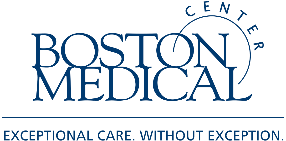 BOSTON
MEDICAL
CENTER
EXCEPTIONAL CARE. WITHOUT EXCEPTION.